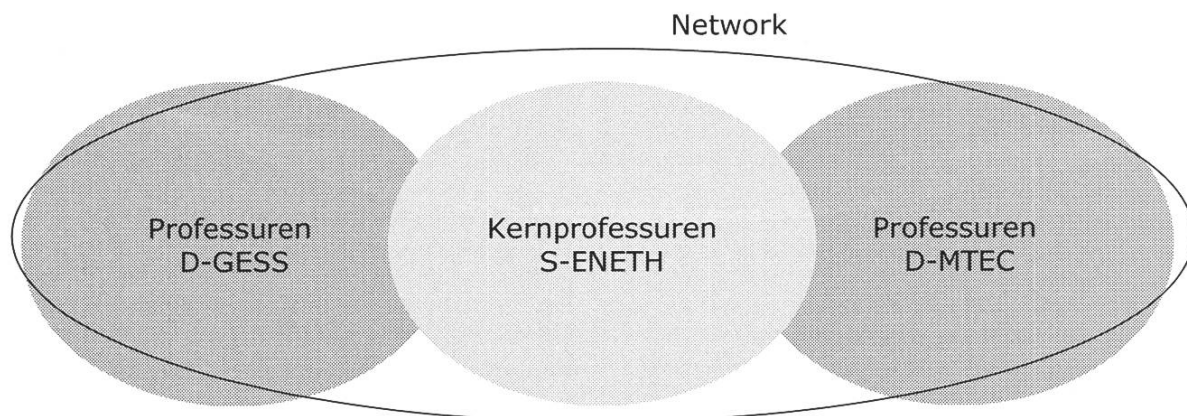 Network
Professuren
D-GESS
Kernprofessuren
S-ENETH
Professuren
D-MTEC